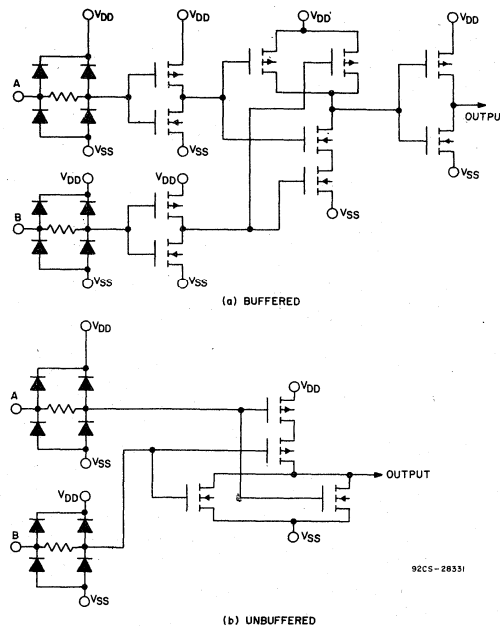 VDD
VDD
VDD
VDD
A
OUTPU
VSS
VSS
VSS
VDD
VDD
B
VSS
VSS
VSS
(a) BUFFERED
VDD
A
VDD
VSS
OUTPUT
VDD
B
VSS
VSS
92CS-28331
(b) UNBUFFERED